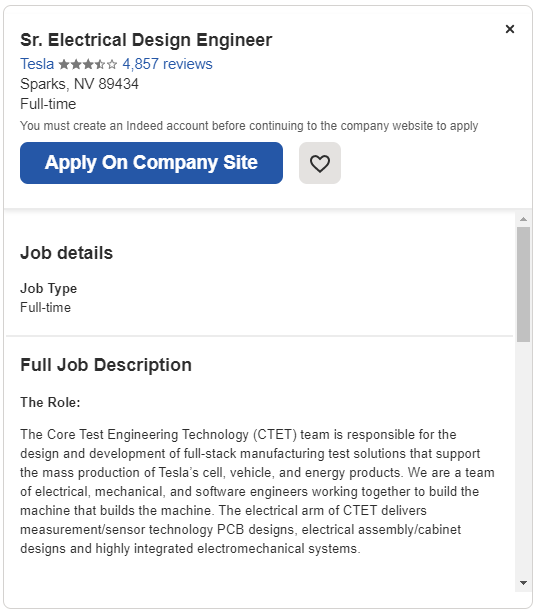 Sr. Electrical Design Engineer
Tesla 4,857 reviews
Sparks, NV 89434
Full-time
You must create an Indeed account before continuing to the company website to apply
Apply On Company Site
Job details
Job Type
Full-time
Full Job Description
The Role:
The Core Test Engineering Technology (CTET) team is responsible for the
design and development of full-stack manufacturing test solutions that support
the mass production of Tesla’s cell, vehicle, and energy products. We are a team
of electrical, mechanical, and software engineers working together to build the
machine that builds the machine. The electrical arm of CTET delivers
measurement/sensor technology PCB designs, electrical assembly/cabinet
designs and highly integrated electromechanical systems.